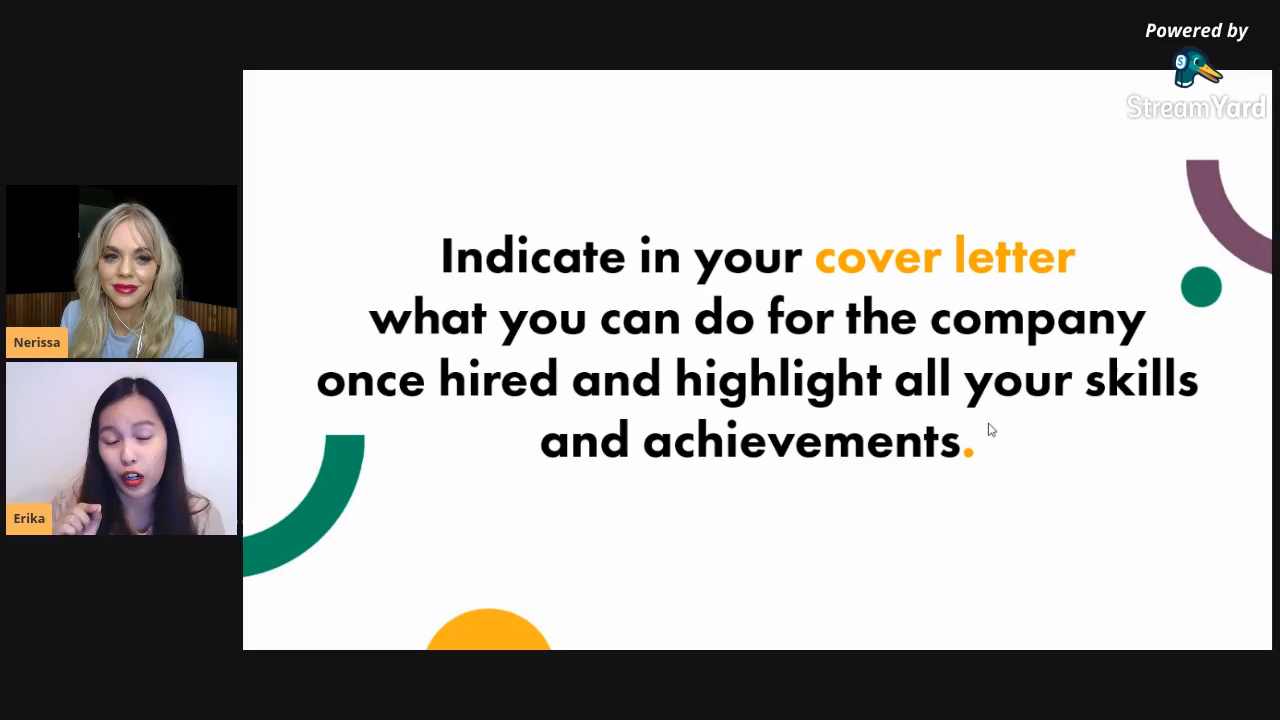 Powered by
StreamYard
Indicate in your cover letter
what you can do for the company
once hired and highlight all your skills
and achievements.
Nerissa
Erika